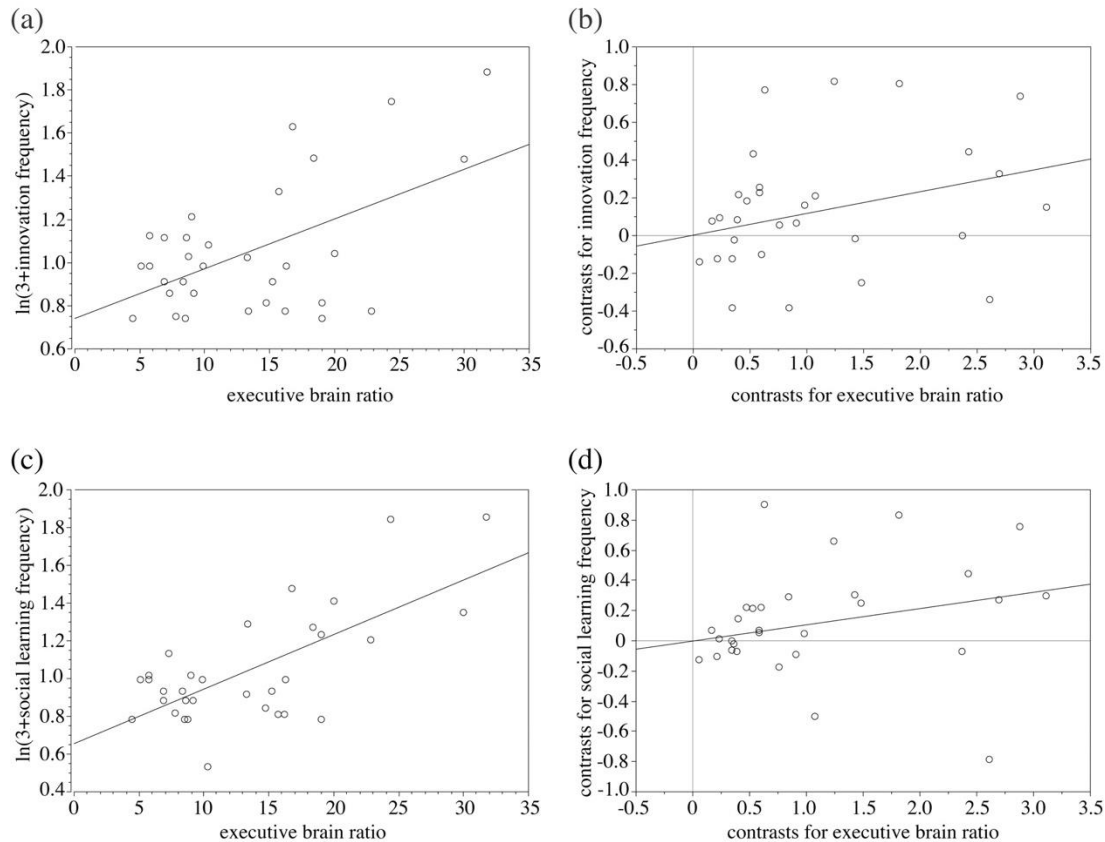 (a)
ln(3+innovation frequency)
2.0
1.8
1.6
1.4
1.2
1.0
0.8
0.6
0 5 10 15 20 25 30 35
executive brain ratio
(b)
contrasts for innovation frequency
1.0
0.8
0.6
0.4
0.2
0
-0.2
-0.4
-0.6
-0.5 0 0.5 1.0 1.5 2.0 2.5 3.0 3.5
contrasts for executive brain ratio
(c)
ln(3+social learning frequency)
2.0
1.8
1.6
1.4
1.2
1.0
0.8
0.6
0.4
0 5 10 15 20 25 30 35
executive brain ratio
(d)
contrasts for social learning frequency
1.0
0.8
0.6
0.4
0.2
0
-0.2
-0.4
-0.6
-0.8
-1.0
-0.5 0 0.5 1.0 1.5 2.0 2.5 3.0 3.5
contrasts for executive brain ratio